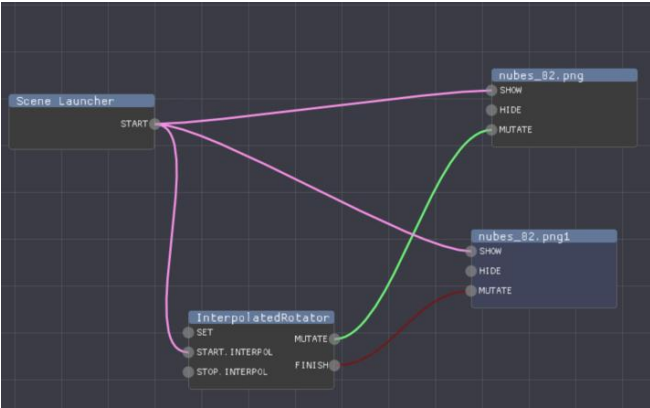 Scene Launcher
START
nubes_82.png
SHOW
HIDE
MUTATE
nubes_82.png1
SHOW
HIDE
MUTATE
InterpolatedRotator
SET
MUTATE
START.INTERPOL
FINISH
STOP.INTERPOL